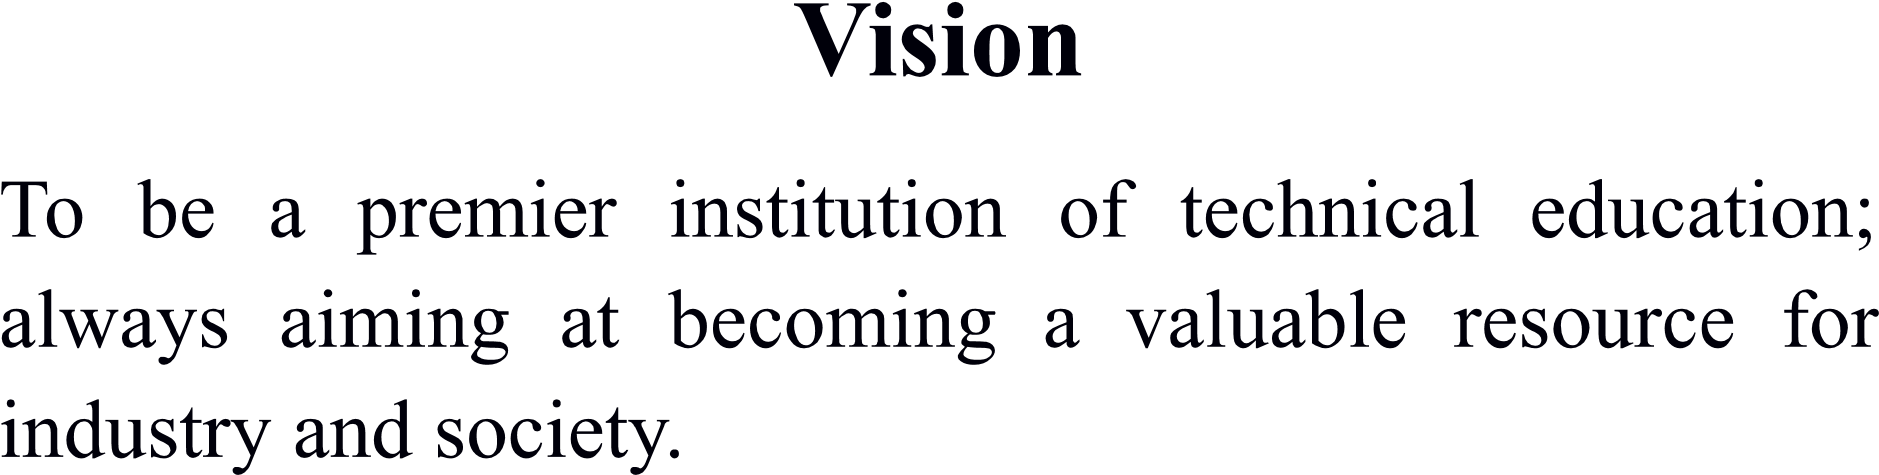 Vision
To be a premier institution of technical education;
always aiming at becoming a valuable resource for
industry and society.